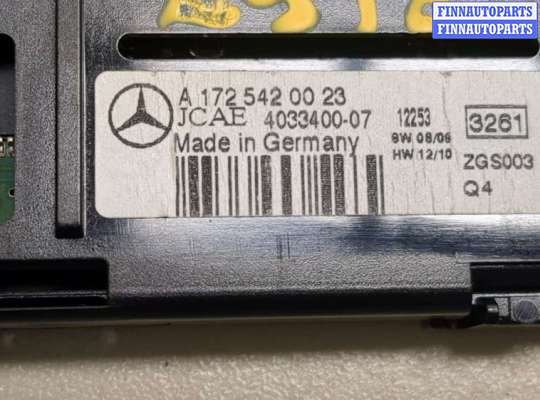 FINNAUTOPARTS
FINNAUTOPARTS
A 172 542 00 23
JCAE 4033400-07
Made in Germany
12253
SW 08/06
HW 12/10
3261
ZGS003
Q4